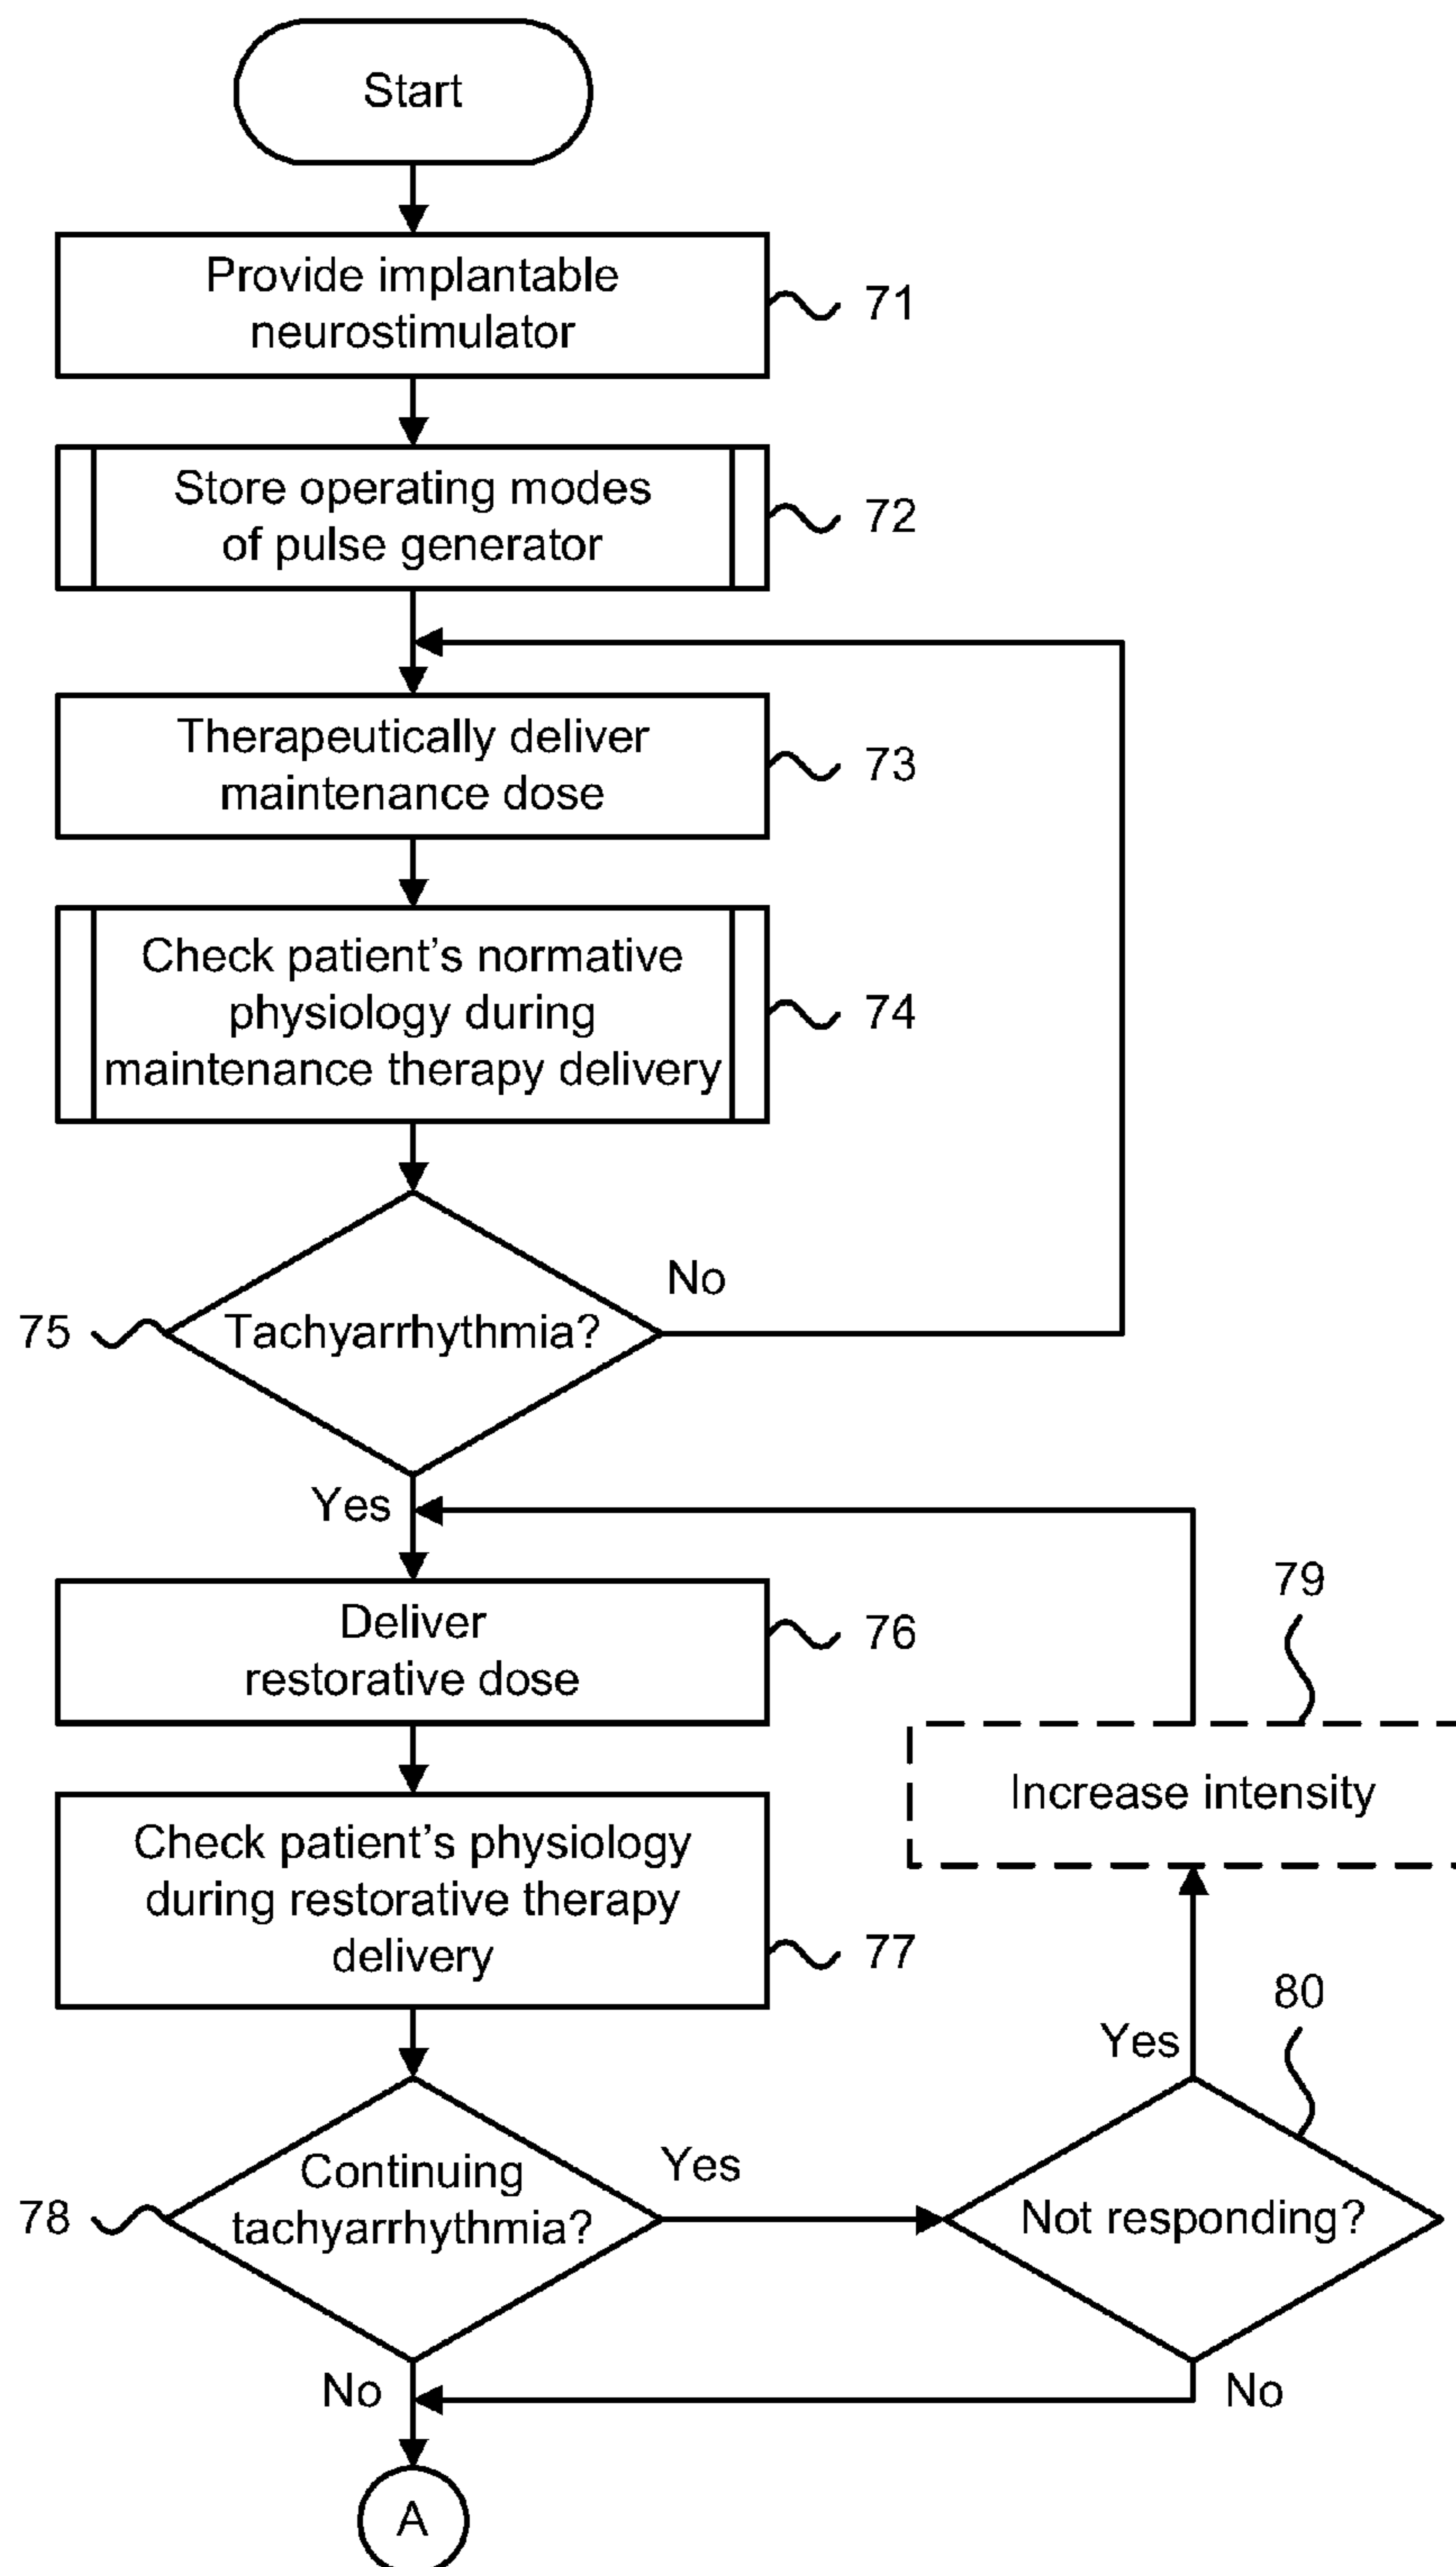 Start
Provide implantable
neurostimulator
71
Store operating modes
of pulse generator
72
Therapeutically deliver
maintenance dose
73
Check patient’s normative
physiology during
maintenance therapy delivery
74
No
75
Tachyarrhythmia?
Yes
79
Deliver
restorative dose
76
Increase intensity
Check patient’s physiology
during restorative therapy
delivery
77
80
Yes
Continuing
tachyarrhythmia?
78
Yes
Not responding?
No
No
A